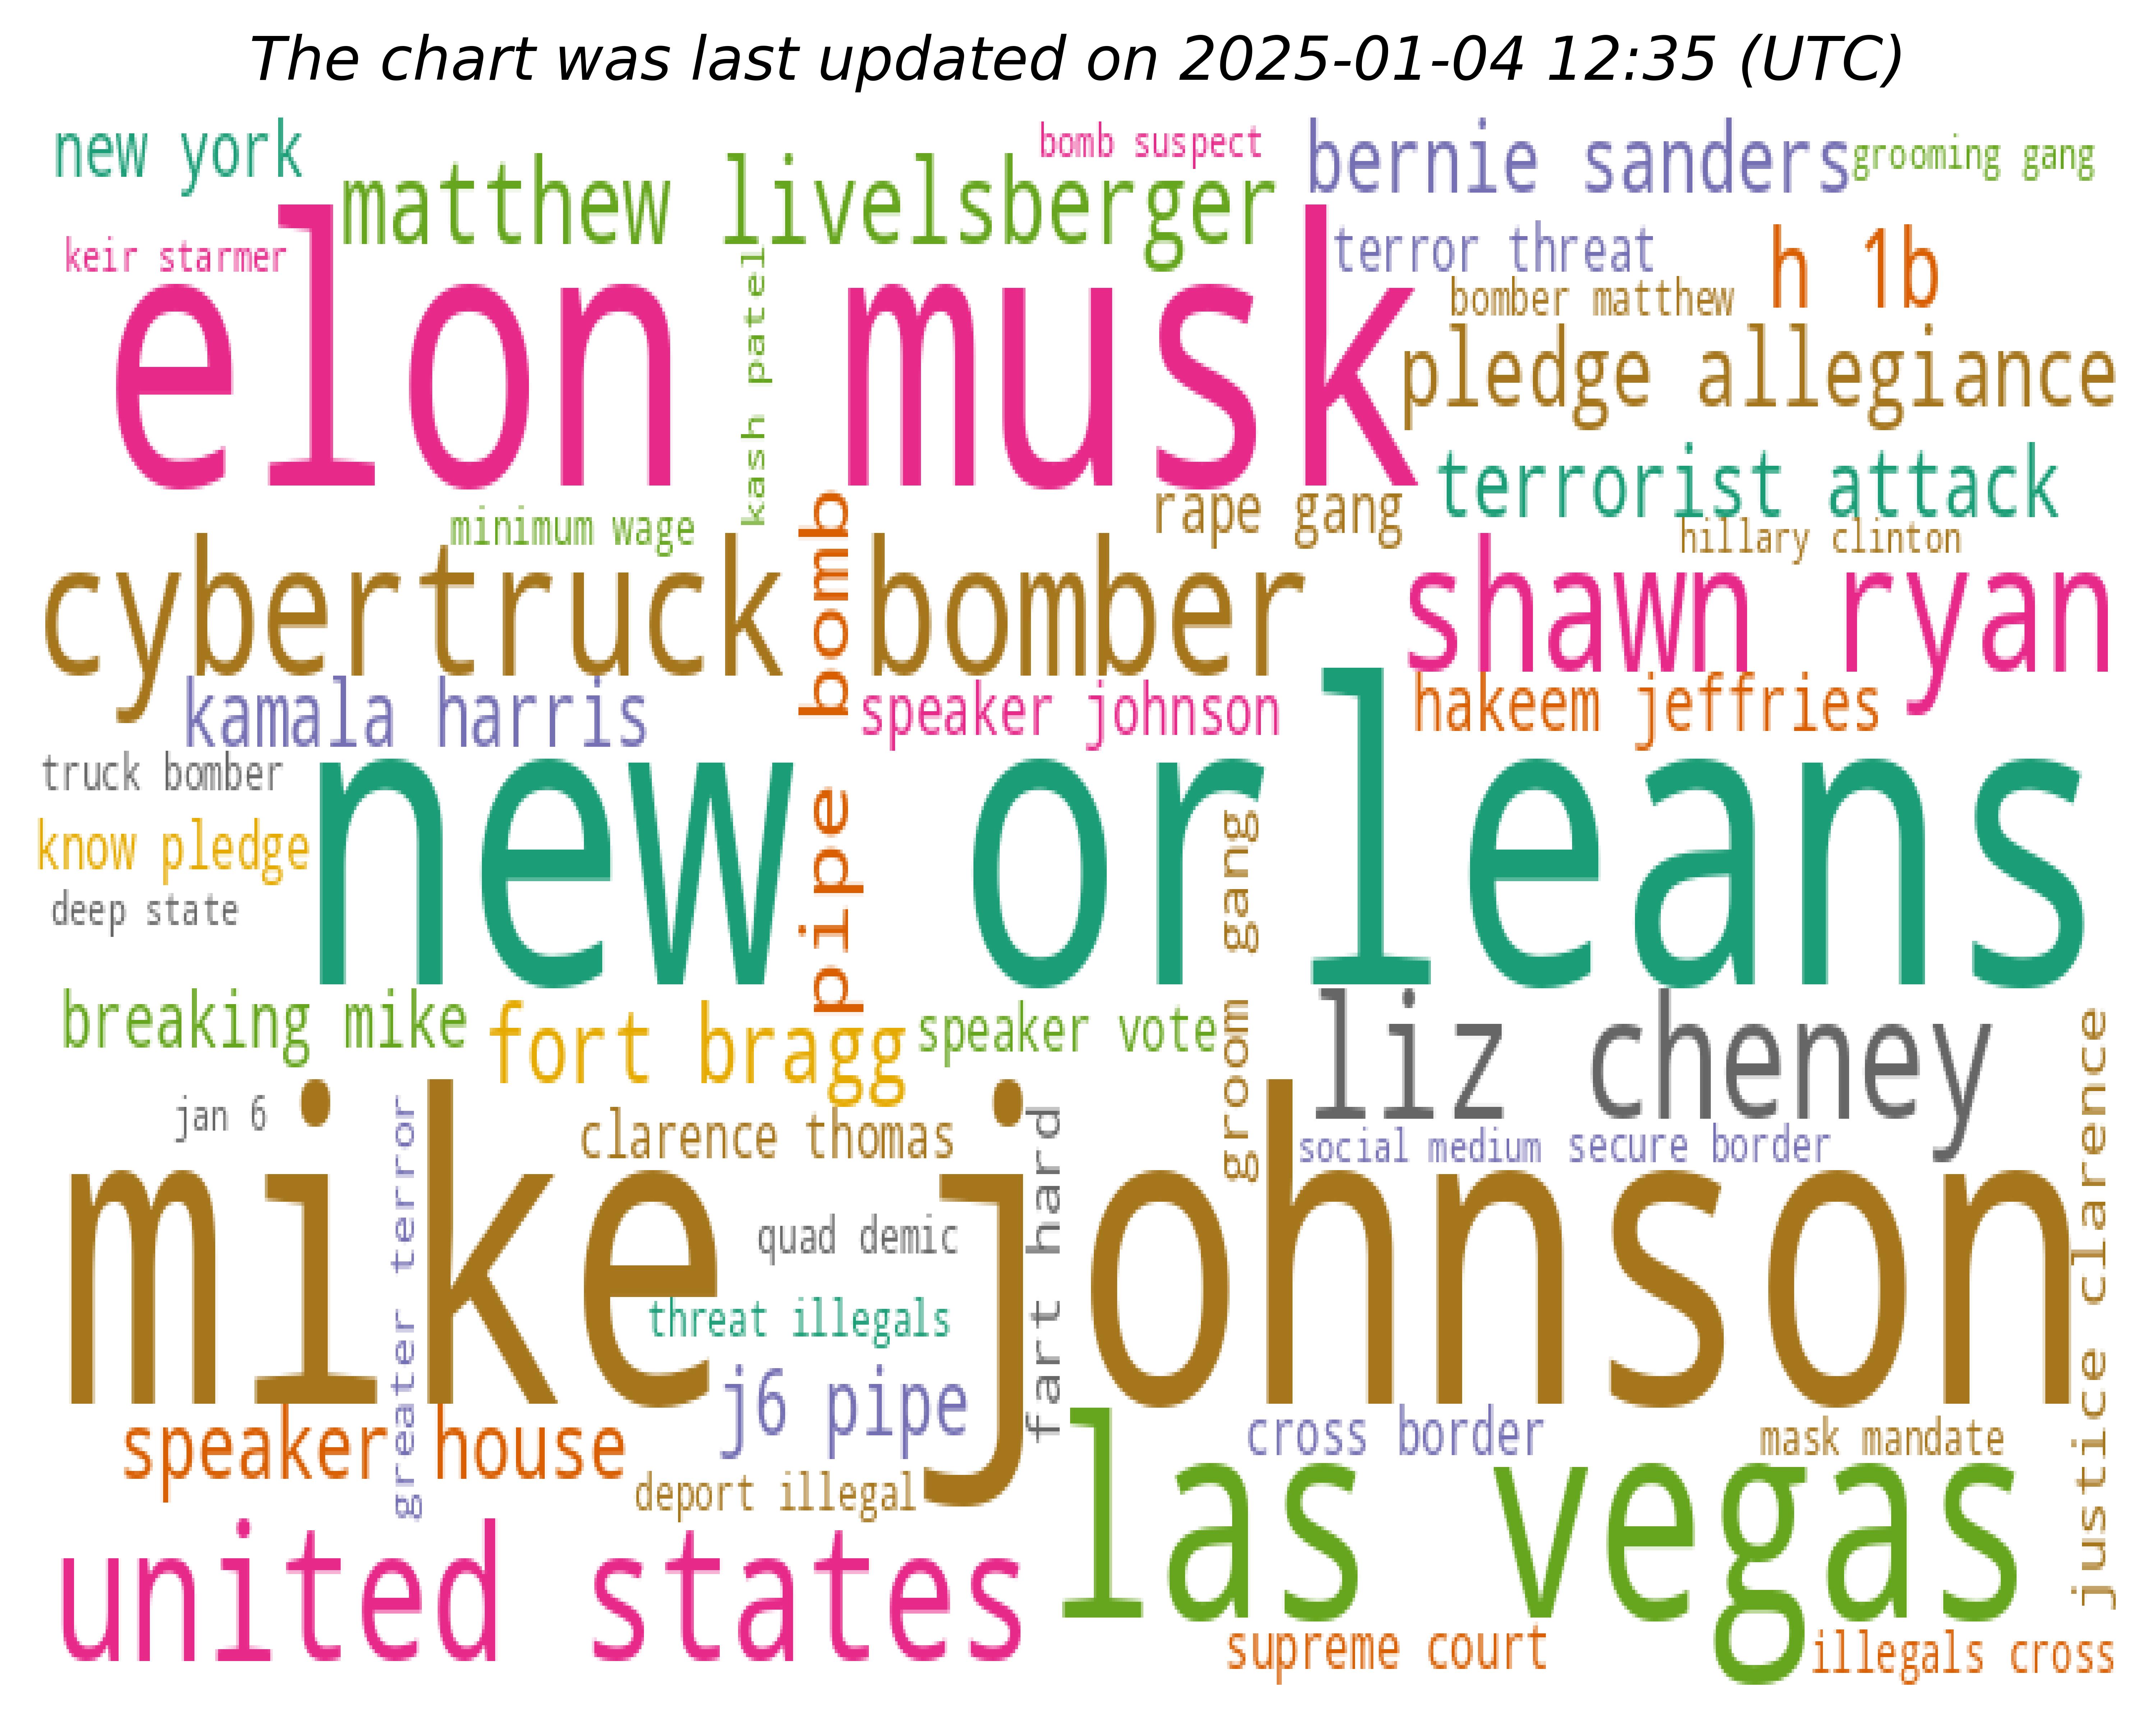 The chart was last updated on 2025-01-04 12:35 (UTC)
new york
bomb suspect
bernie sanders
grooming gang
matthew livelsberger
keir starmer
terror threat
h 1b
elon musk
kash patel
bomber matthew
pledge allegiance
terrorist attack
rape gang
minimum wage
hillary clinton
cybertruck bomber
pipe bomb
shawn ryan
kamala harris
speaker johnson
hakeem jeffries
truck bomber
new orleans
know pledge
deep state
groom gang
breaking mike
fort bragg
speaker vote
liz cheney
jan 6
clarence thomas
social medium
secure border
justice clarence
mike johnson
greater terror
fart hard
quad demic
threat illegals
j6 pipe
speaker house
cross border
mask mandate
deport illegal
las vegas
united states
supreme court
illegals cross